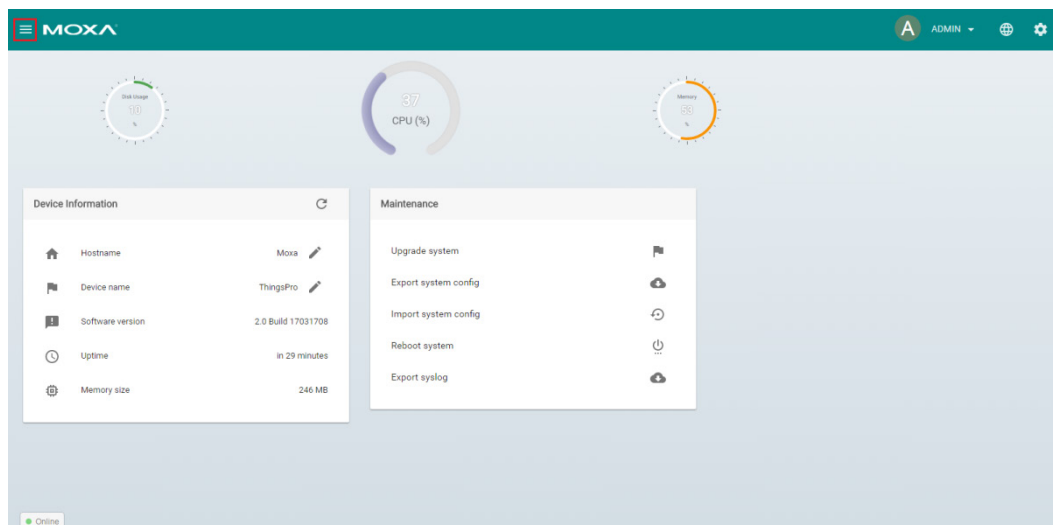 MOXA
A ADMIN
Disk Usage
10
%
37
CPU (%)
Memory
53
%
Device Information
Hostname Moxa
Device name ThingsPro
Software version 2.0 Build 17031708
Uptime in 29 minutes
Memory size 246 MB
Maintenance
Upgrade system
Export system config
Import system config
Reboot system
Export syslog
Online